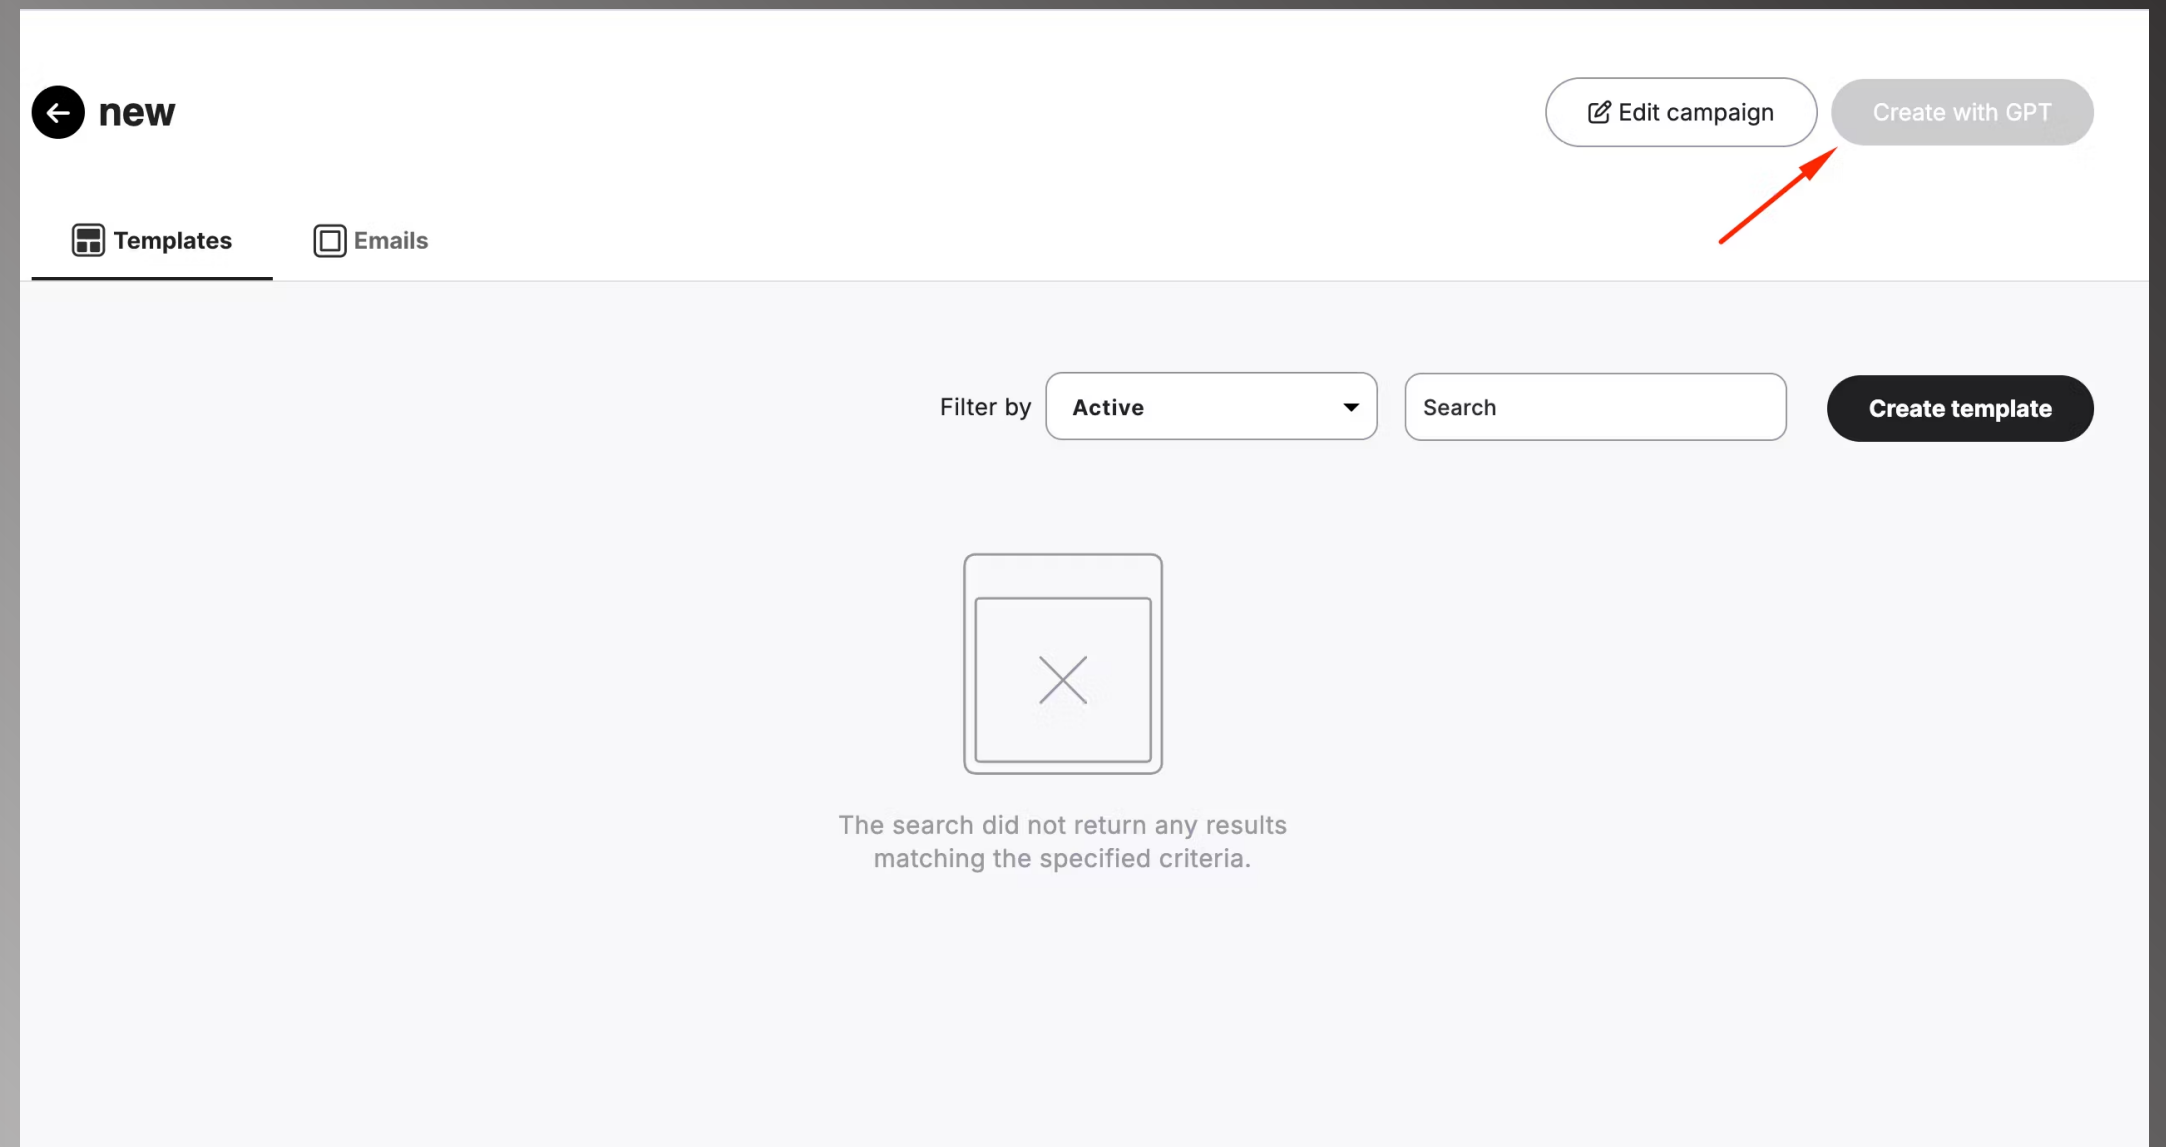 new
Edit campaign
Create with GPT
Templates
Emails
Filter by
Active
Search
Create template
The search did not return any results
matching the specified criteria.